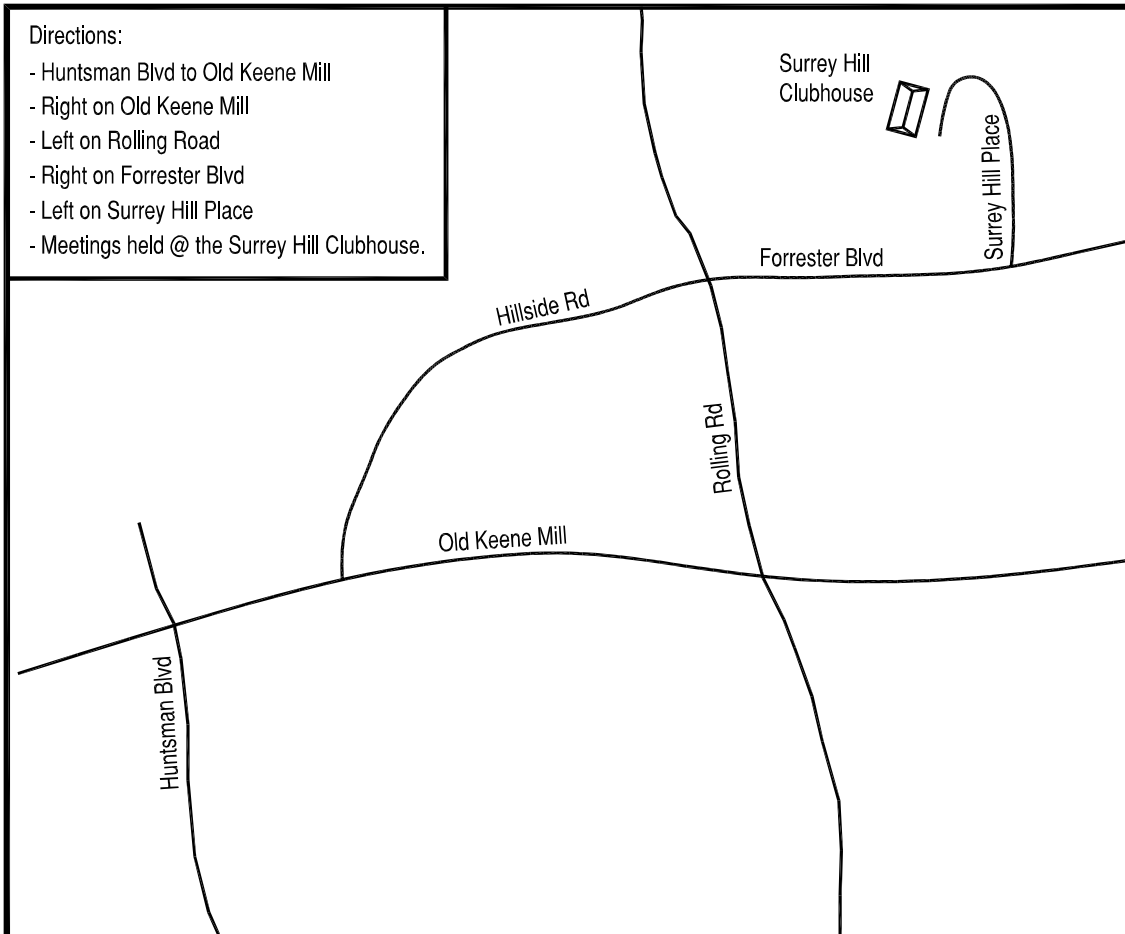 Directions:
- Huntsman Blvd to Old Keene Mill
- Right on Old Keene Mill
- Left on Rolling Road
- Right on Forrester Blvd
- Left on Surrey Hill Place
- Meetings held @ the Surrey Hill Clubhouse.
Surrey Hill
Clubhouse
Surrey Hill Place
Forrester Blvd
Hillside Rd
Rolling Rd
Old Keene Mill
Huntsman Blvd